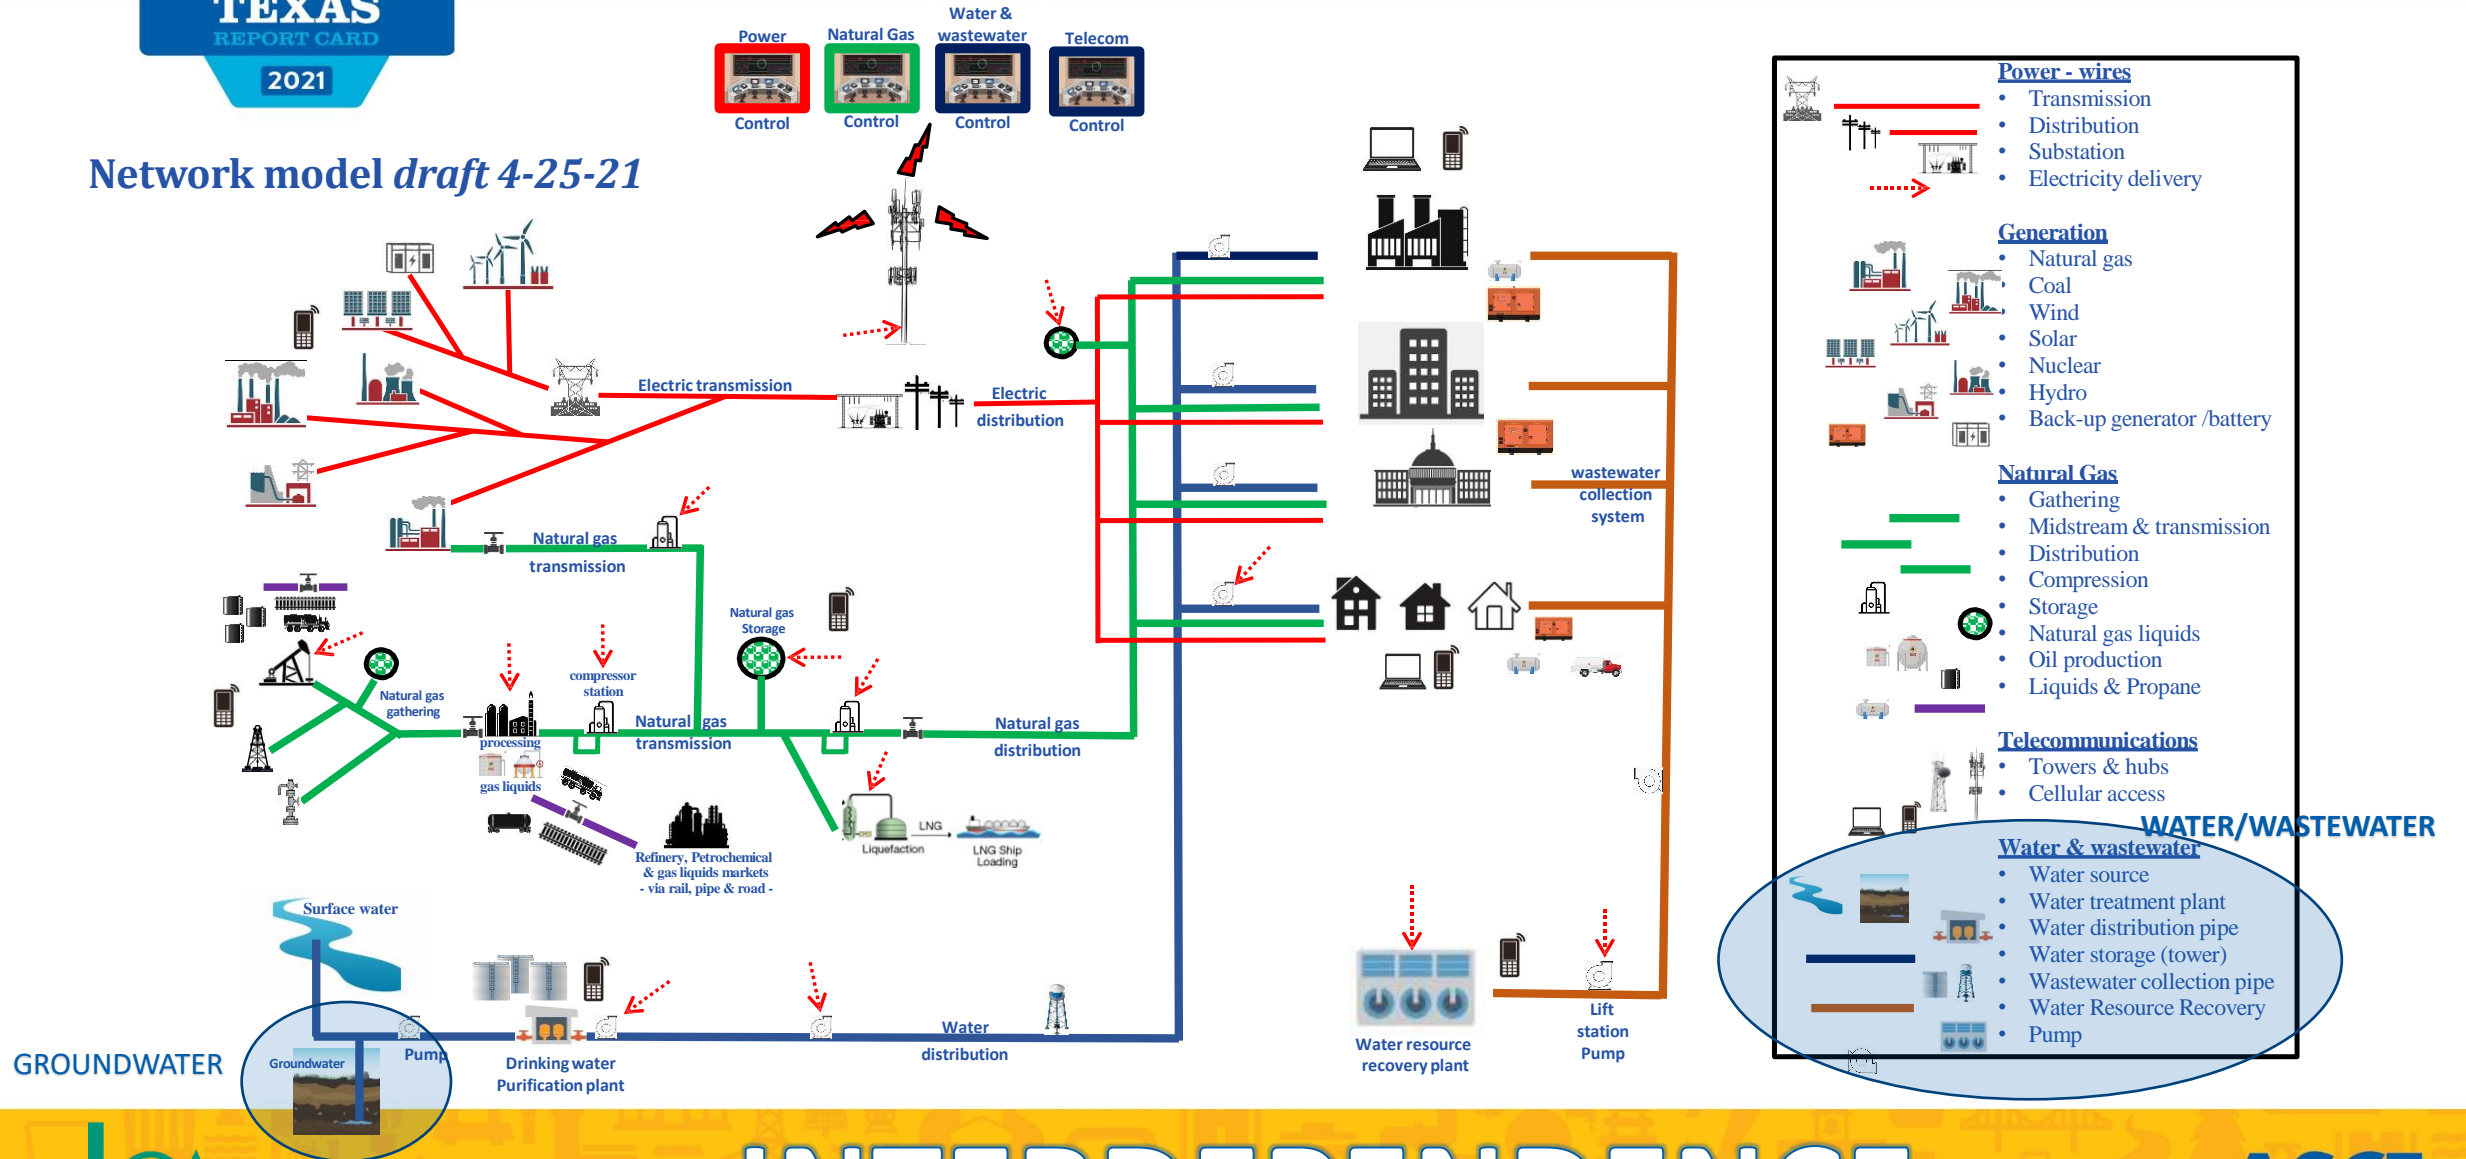 TEXAS
REPORT CARD
2021
Network model draft 4-25-21
Power
Natural Gas
Water &
wastewater
Telecom
Control
Control
Control
Control
Electric transmission
Electric
distribution
Natural gas
transmission
Natural gas
Storage
Natural gas
gathering
compressor
station
processing
gas liquids
Natural gas
transmission
Natural gas
distribution
Refinery, Petrochemical
& gas liquids markets
- via rail, pipe & road -
Liquefaction
LNG
LNG Ship
Loading
wastewater
collection
system
Surface water
GROUNDWATER
Groundwater
Pump
Drinking water
Purification plant
Water
distribution
Water resource
recovery plant
Lift
station
Pump
Power - wires
• Transmission
• Distribution
• Substation
• Electricity delivery
Generation
• Natural gas
• Coal
• Wind
• Solar
• Nuclear
• Hydro
• Back-up generator /battery
Natural Gas
• Gathering
• Midstream & transmission
• Distribution
• Compression
• Storage
• Natural gas liquids
• Oil production
• Liquids & Propane
Telecommunications
• Towers & hubs
• Cellular access
WATER/WASTEWATER
Water & wastewater
• Water source
• Water treatment plant
• Water distribution pipe
• Water storage (tower)
• Wastewater collection pipe
• Water Resource Recovery
• Pump
INTERDEPENDENCE
ASCE